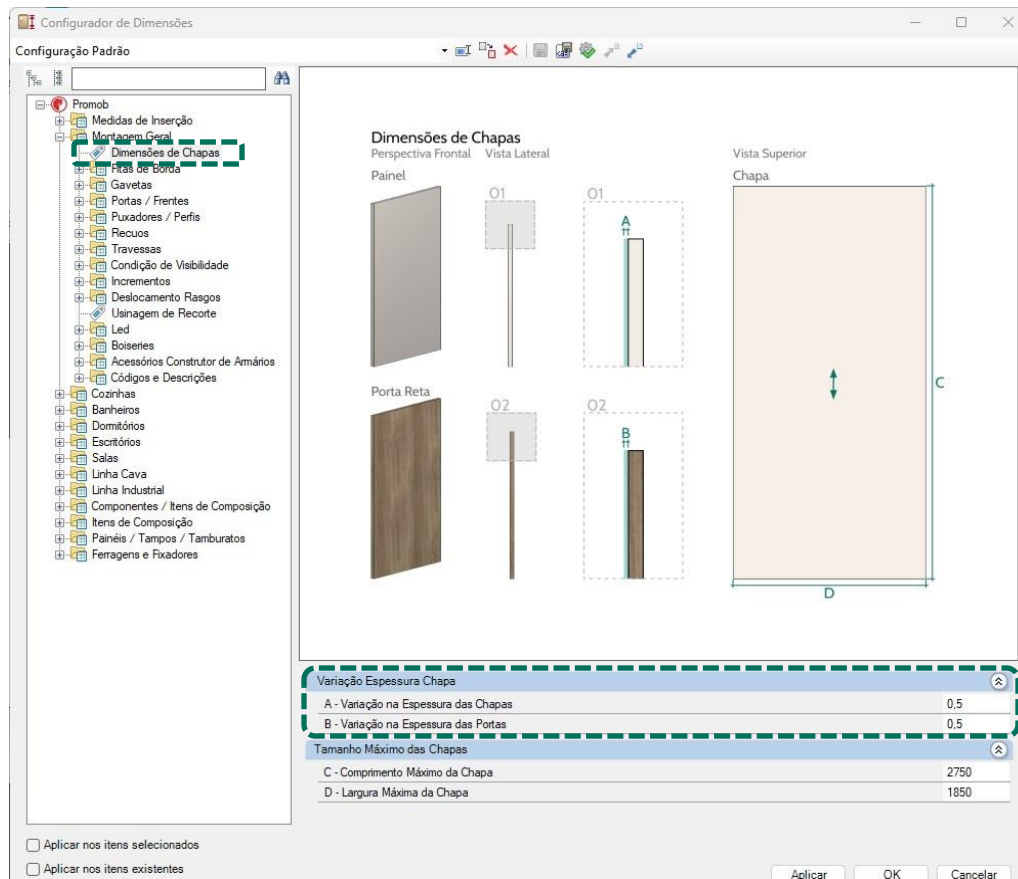 Configurador de Dimensões
Configuração Padrão
Promob
Medidas de Inserção
Montagem Geral
Dimensões de Chapas
Fitas de Borda
Gavetas
Portas / Frentes
Puxadores / Perfis
Recuos
Travessas
Condição de Visibilidade
Incrementos
Deslocamento Rasgos
Usinagem de Recorte
Led
Boiseries
Acessórios Construtor de Armários
Códigos e Descrições
Cozinhas
Banheiros
Dormitórios
Escritórios
Salas
Linha Cava
Linha Industrial
Componentes / Itens de Composição
Itens de Composição
Painéis / Tampos / Tamburatos
Ferragens e Fixadores
Aplicar nos itens selecionados
Aplicar nos itens existentes
Dimensões de Chapas
Perspectiva Frontal Vista Lateral Vista Superior
Painel O1 O1 Chapa
A
C
Porta Reta O2 O2
B
D
Variação Espessura Chapa
A - Variação na Espessura das Chapas 0,5
B - Variação na Espessura das Portas 0,5
Tamanho Máximo das Chapas
C - Comprimento Máximo da Chapa 2750
D - Largura Máxima da Chapa 1850
Aplicar OK Cancelar